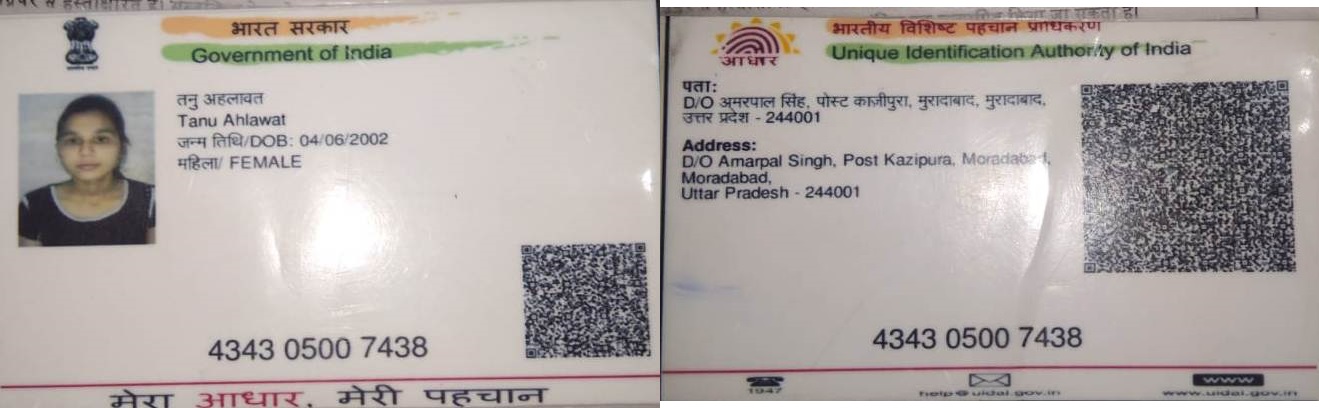 से हस्ताक्षरित है।
भारत सरकार
Government of India
तनु अहलावत
Tanu Ahlawat
जन्म तिथि/DOB: 04/06/2002
महिला/ FEMALE
4343 0500 7438
मेरा आधार, मेरी पहचान
किया जा सकता है।
भारतीय विशिष्ट पहचान प्राधिकरण
Unique Identification Authority of India
आधार
पता:
D/O अमरपाल सिंह, पोस्ट काज़ीपुरा, मुरादाबाद, मुरादाबाद,
उत्तर प्रदेश - 244001
Address:
D/O Amarpal Singh, Post Kazipura, Moradabad,
Moradabad,
Uttar Pradesh - 244001
4343 0500 7438
1947
help@uidai.gov.in
www
www.uidai.gov.in